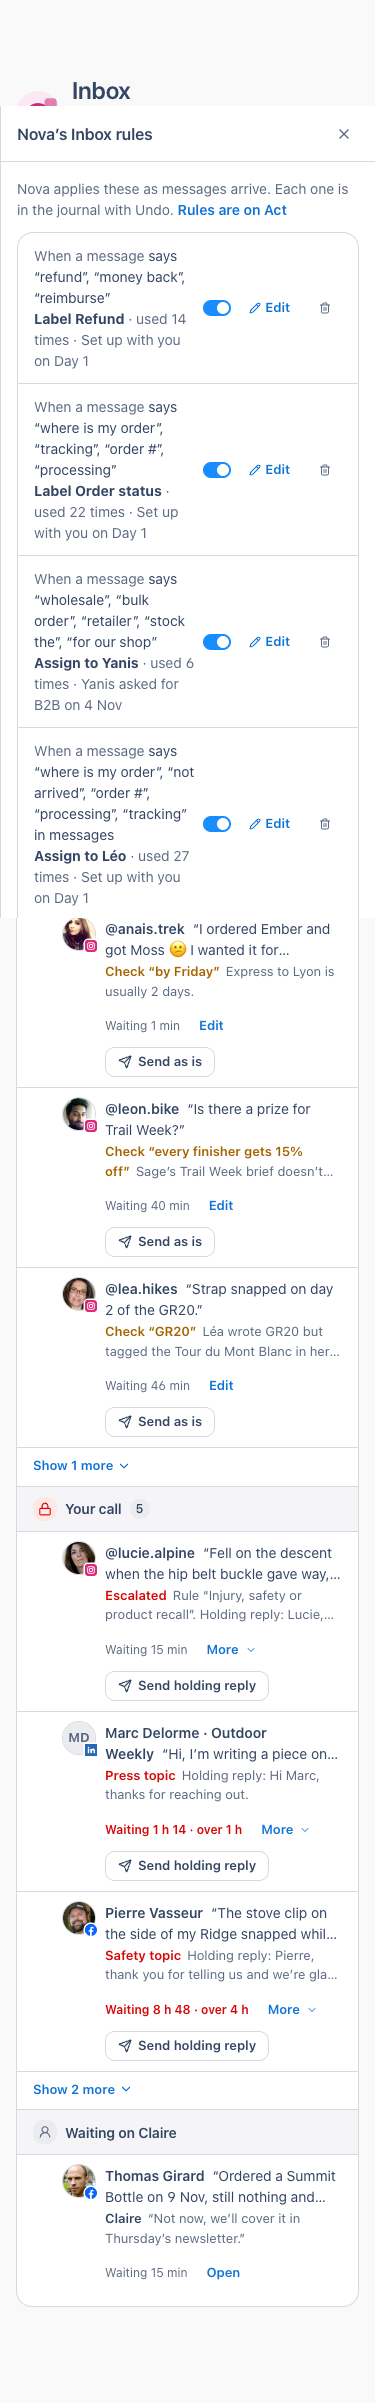 Inbox
Nova’s Inbox rules
Nova applies these as messages arrive. Each one is
in the journal with Undo. Rules are on Act
When a message says
“refund”, “money back”,
“reimburse”
Label Refund · used 14
times · Set up with you
on Day 1
Edit
When a message says
“where is my order”,
“tracking”, “order #”,
“processing”
Label Order status ·
used 22 times · Set up
with you on Day 1
Edit
When a message says
“wholesale”, “bulk
order”, “retailer”, “stock
the”, “for our shop”
Assign to Yanis · used 6
times · Yanis asked for
B2B on 4 Nov
Edit
When a message says
“where is my order”, “not
arrived”, “order #”,
“processing”, “tracking”
in messages
Assign to Léo · used 27
times · Set up with you
on Day 1
Edit
@anais.trek “I ordered Ember and
got Moss 😕 I wanted it for…
Check “by Friday” Express to Lyon is
usually 2 days.
Waiting 1 min Edit
Send as is
@leon.bike “Is there a prize for
Trail Week?”
Check “every finisher gets 15%
off” Sage’s Trail Week brief doesn’t…
Waiting 40 min Edit
Send as is
@lea.hikes “Strap snapped on day
2 of the GR20.”
Check “GR20” Léa wrote GR20 but
tagged the Tour du Mont Blanc in her…
Waiting 46 min Edit
Send as is
Show 1 more
Your call 5
@lucie.alpine “Fell on the descent
when the hip belt buckle gave way,…
Escalated Rule “Injury, safety or
product recall”. Holding reply: Lucie,…
Waiting 15 min More
Send holding reply
MD
Marc Delorme · Outdoor
Weekly “Hi, I’m writing a piece on…
Press topic Holding reply: Hi Marc,
thanks for reaching out.
Waiting 1 h 14 · over 1 h More
Send holding reply
Pierre Vasseur “The stove clip on
the side of my Ridge snapped whil…
Safety topic Holding reply: Pierre,
thank you for telling us and we’re gla…
Waiting 8 h 48 · over 4 h More
Send holding reply
Show 2 more
Waiting on Claire
Thomas Girard “Ordered a Summit
Bottle on 9 Nov, still nothing and…
Claire “Not now, we’ll cover it in
Thursday’s newsletter.”
Waiting 15 min Open